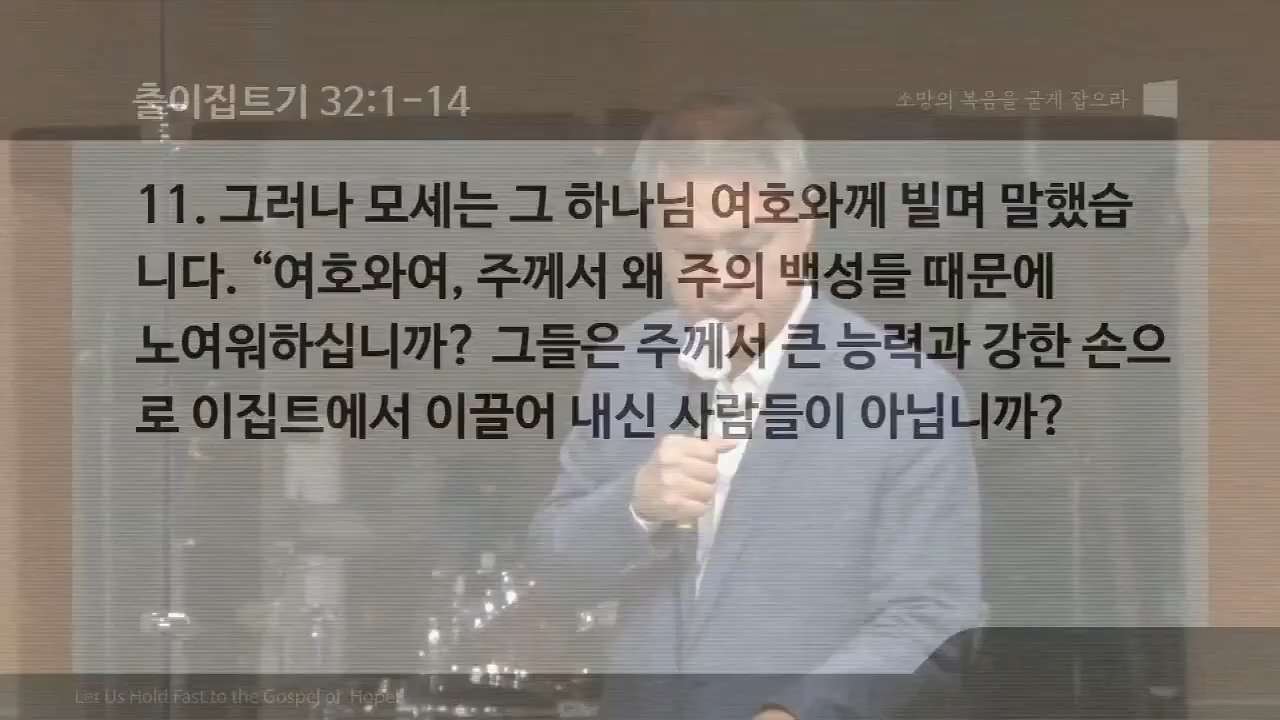 출이집트기 32:1-14
소망의 복음을 굳게 잡으라
11. 그러나 모세는 그 하나님 여호와께 빌며 말했습
니다. “여호와여, 주께서 왜 주의 백성들 때문에
노여워하십니까? 그들은 주께서 큰 능력과 강한 손으
로 이집트에서 이끌어 내신 사람들이 아닙니까?
Let Us Hold Fast to the Gospel of Hope